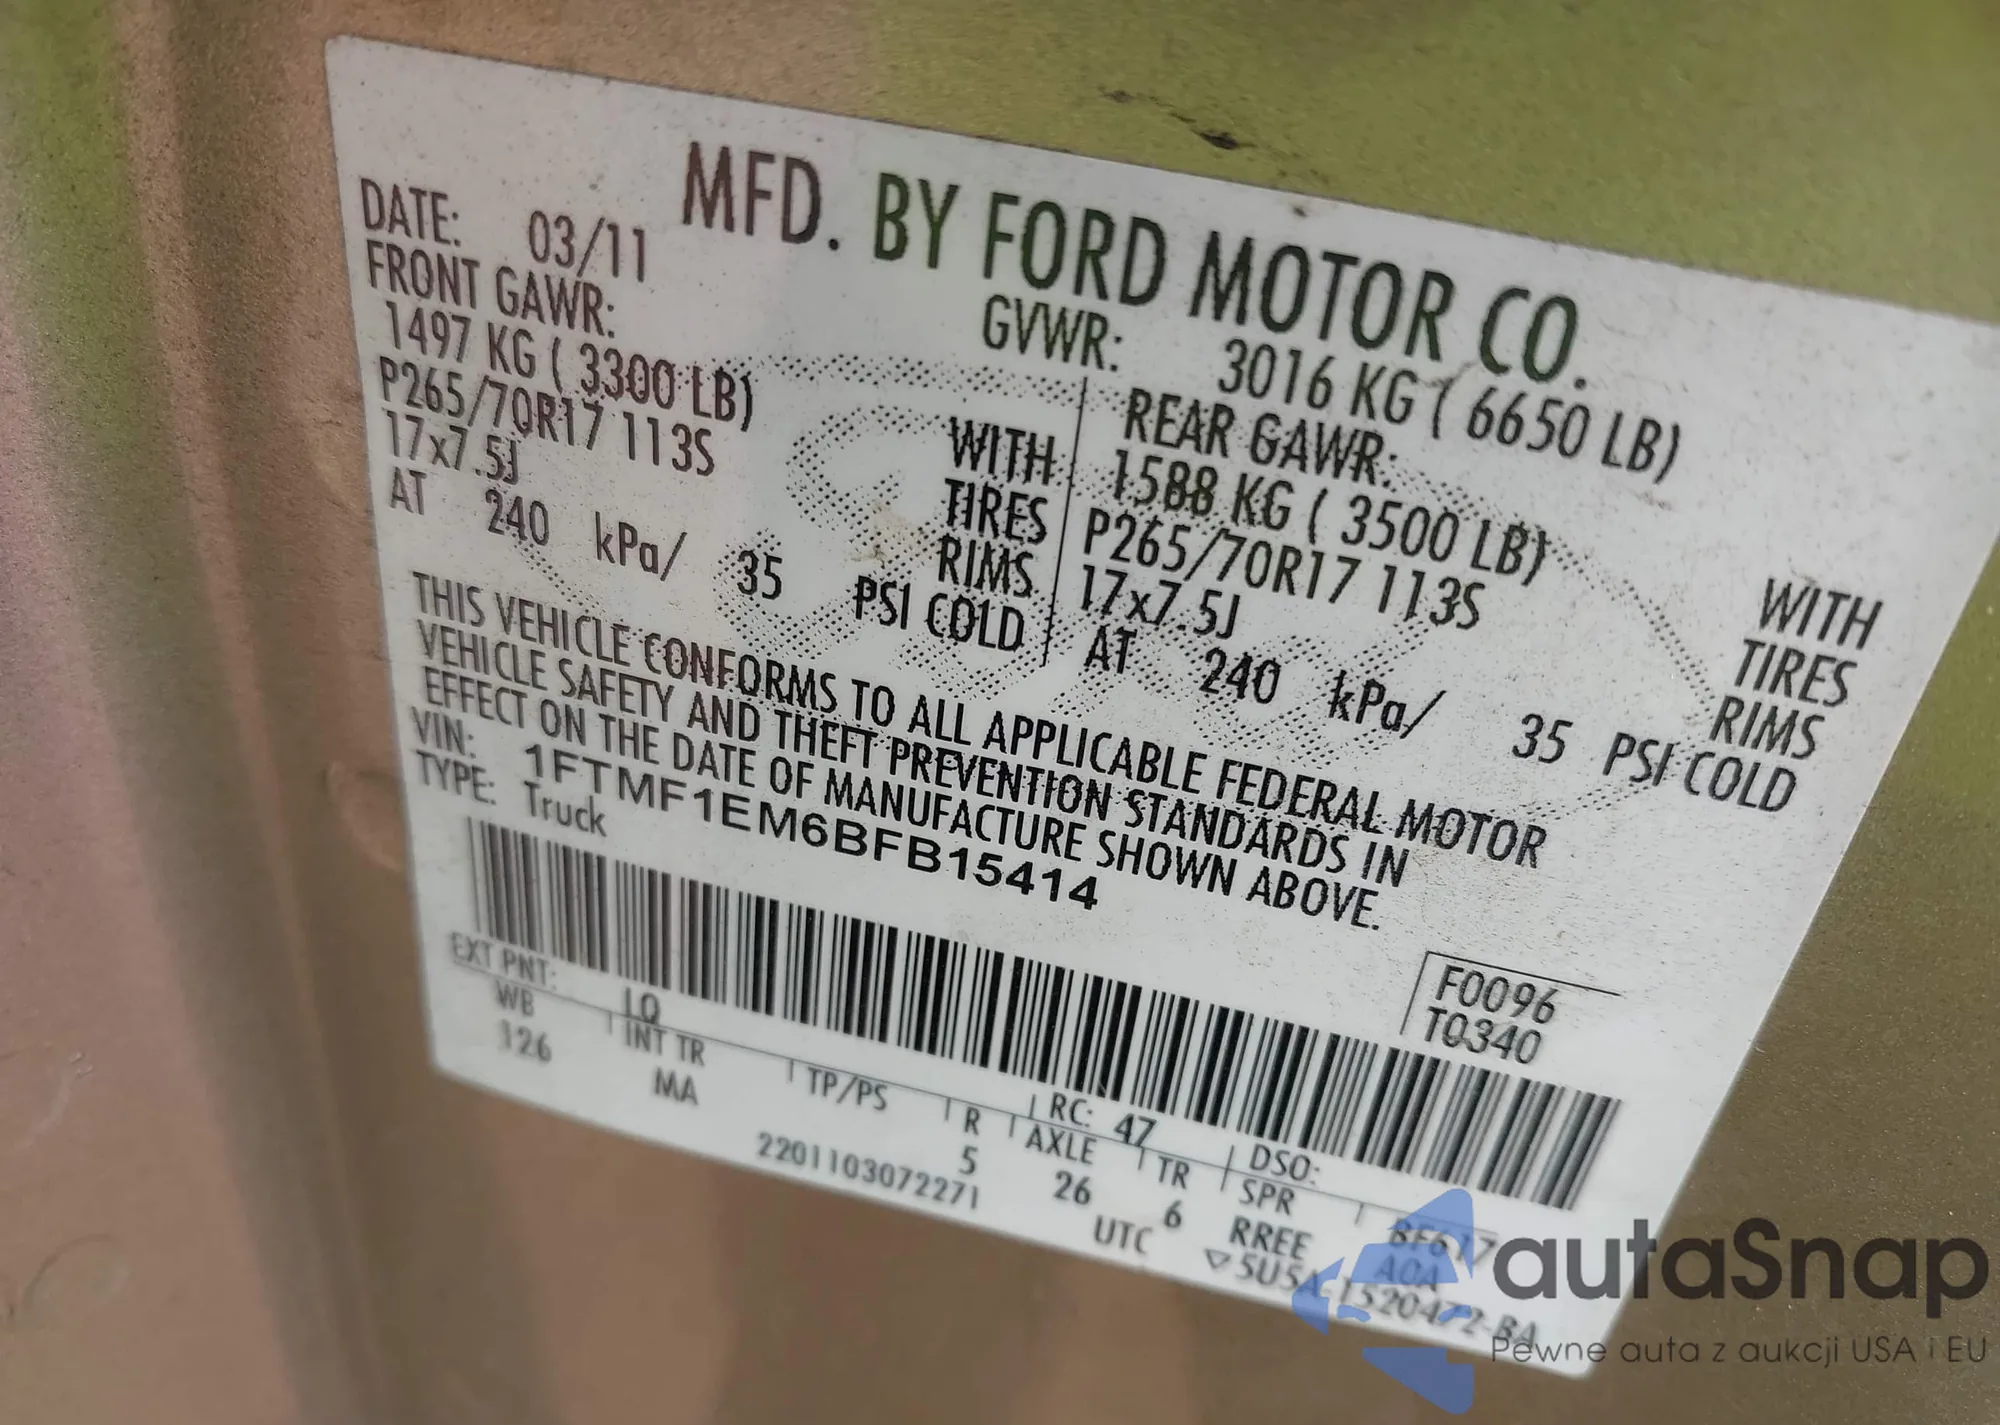 MFD. BY FORD MOTOR CO.
DATE: 03/11
GVWR: 3016 KG ( 6650 LB)
FRONT GAWR:
1497 KG ( 3300 LB) WITH
P265/70R17 113S TIRES
17x7.5J RIMS
AT 240 kPa/ 35 PSI COLD
REAR GAWR:
1588 KG ( 3500 LB) WITH
P265/70R17 113S TIRES
17x7.5J RIMS
AT 240 kPa/ 35 PSI COLD
THIS VEHICLE CONFORMS TO ALL APPLICABLE FEDERAL MOTOR
VEHICLE SAFETY AND THEFT PREVENTION STANDARDS IN
EFFECT ON THE DATE OF MANUFACTURE SHOWN ABOVE.
VIN: 1FTMF1EM6BFB15414
TYPE: Truck
F0096
T0340
EXT PNT: LQ RC: 47 DSO:
WB INT TR TP/PS R AXLE TR SPR BF617
126 MA 5 26 6 RREE A0A
2201103072271 UTC ▽5U5A-1520472-BA
autaSnap
Pewne auta z aukcji USA i EU